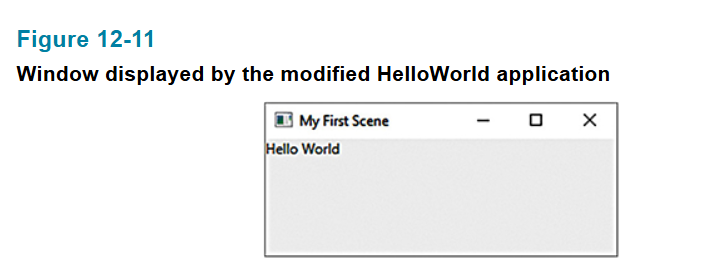 Figure 12-11
Window displayed by the modified HelloWorld application
My First Scene
Hello World